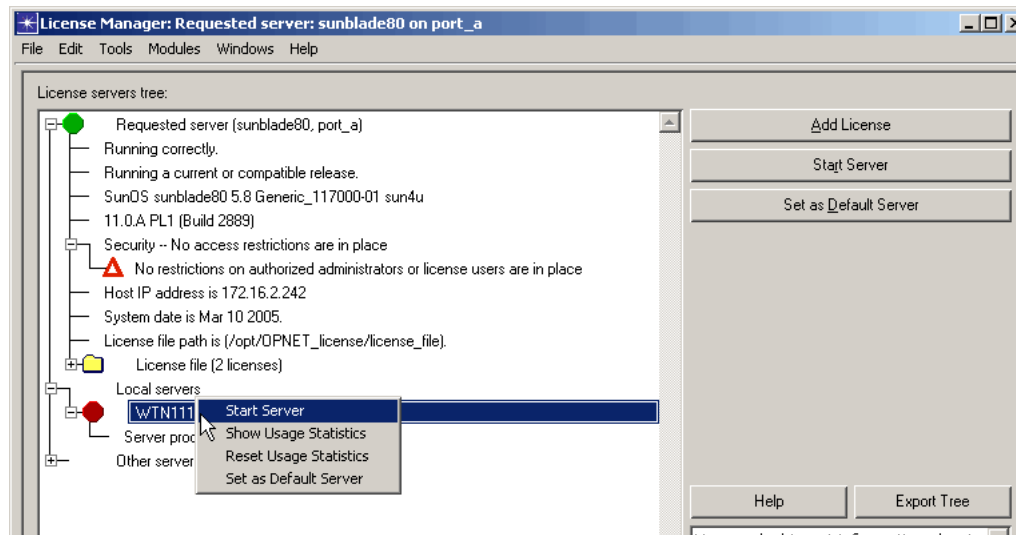 License Manager: Requested server: sunblade80 on port_a
File Edit Tools Modules Windows Help
License servers tree:
Requested server (sunblade80, port_a)
Running correctly.
Running a current or compatible release.
SunOS sunblade80 5.8 Generic_117000-01 sun4u
11.0.A PL1 (Build 2889)
Security -- No access restrictions are in place
No restrictions on authorized administrators or license users are in place
Host IP address is 172.16.2.242
System date is Mar 10 2005.
License file path is (/opt/OPNET_license/license_file).
License file (2 licenses)
Local servers
WTN111
Server
Other server
Start Server
Show Usage Statistics
Reset Usage Statistics
Set as Default Server
Add License
Start Server
Set as Default Server
Help
Export Tree